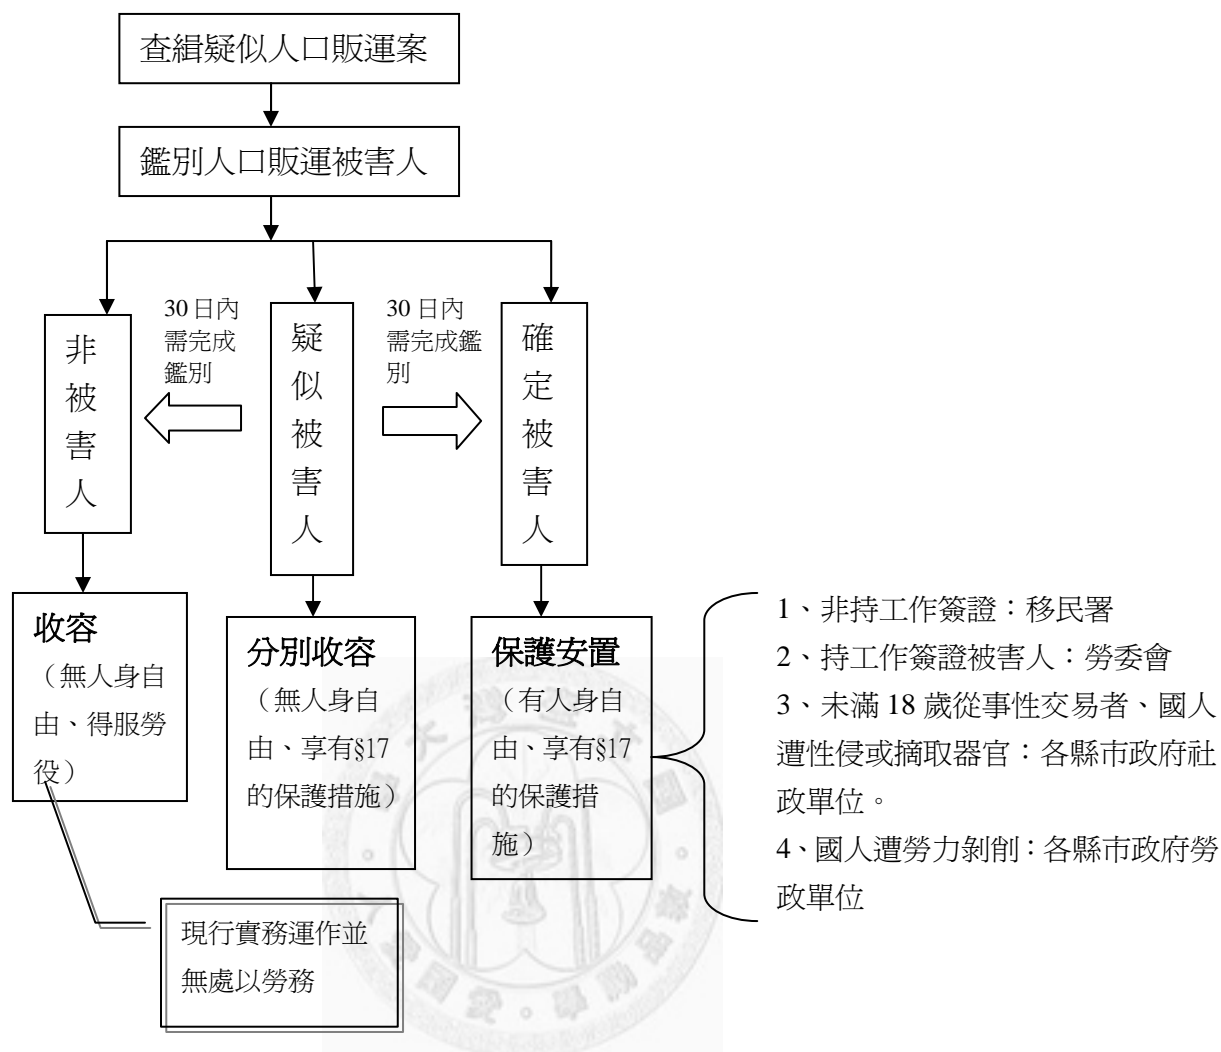 查緝疑似人口販運案
鑑別人口販運被害人
非被害人
30 日內
需完成
鑑別
疑似被害人
30 日內
需完成鑑
別
確定被害人
收容
（無人身自
由、得服勞
役）
分別收容
（無人身自
由、享有§17
的保護措施）
保護安置
（有人身自
由、享有§17
的保護措
施）
1、非持工作簽證：移民署
2、持工作簽證被害人：勞委會
3、未滿 18 歲從事性交易者、國人
遭性侵或摘取器官：各縣市政府社
政單位。
4、國人遭勞力剝削：各縣市政府勞
政單位
現行實務運作並
無處以勞務